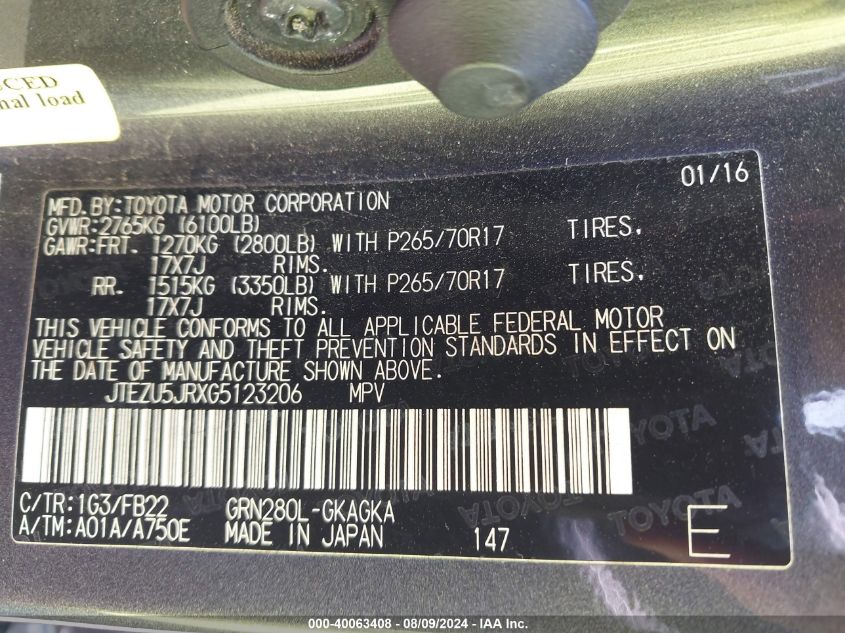 CED
nal load
01/16
MFD.BY:TOYOTA MOTOR CORPORATION
GVWR:2765KG (6100LB)
GAWR:FRT. 1270KG (2800LB) WITH P265/70R17 TIRES.
17X7J RIMS.
RR. 1515KG (3350LB) WITH P265/70R17 TIRES.
17X7J RIMS.
THIS VEHICLE CONFORMS TO ALL APPLICABLE FEDERAL MOTOR
VEHICLE SAFETY AND THEFT PREVENTION STANDARDS IN EFFECT ON
THE DATE OF MANUFACTURE SHOWN ABOVE.
JTEZU5JRXG5123206 MPV
C/TR:1G3/FB22 GRN280L-GKAGKA
A/TM:A01A/A750E MADE IN JAPAN 147 E
TOYOTA
000-40063408 - 08/09/2024 - IAA Inc.